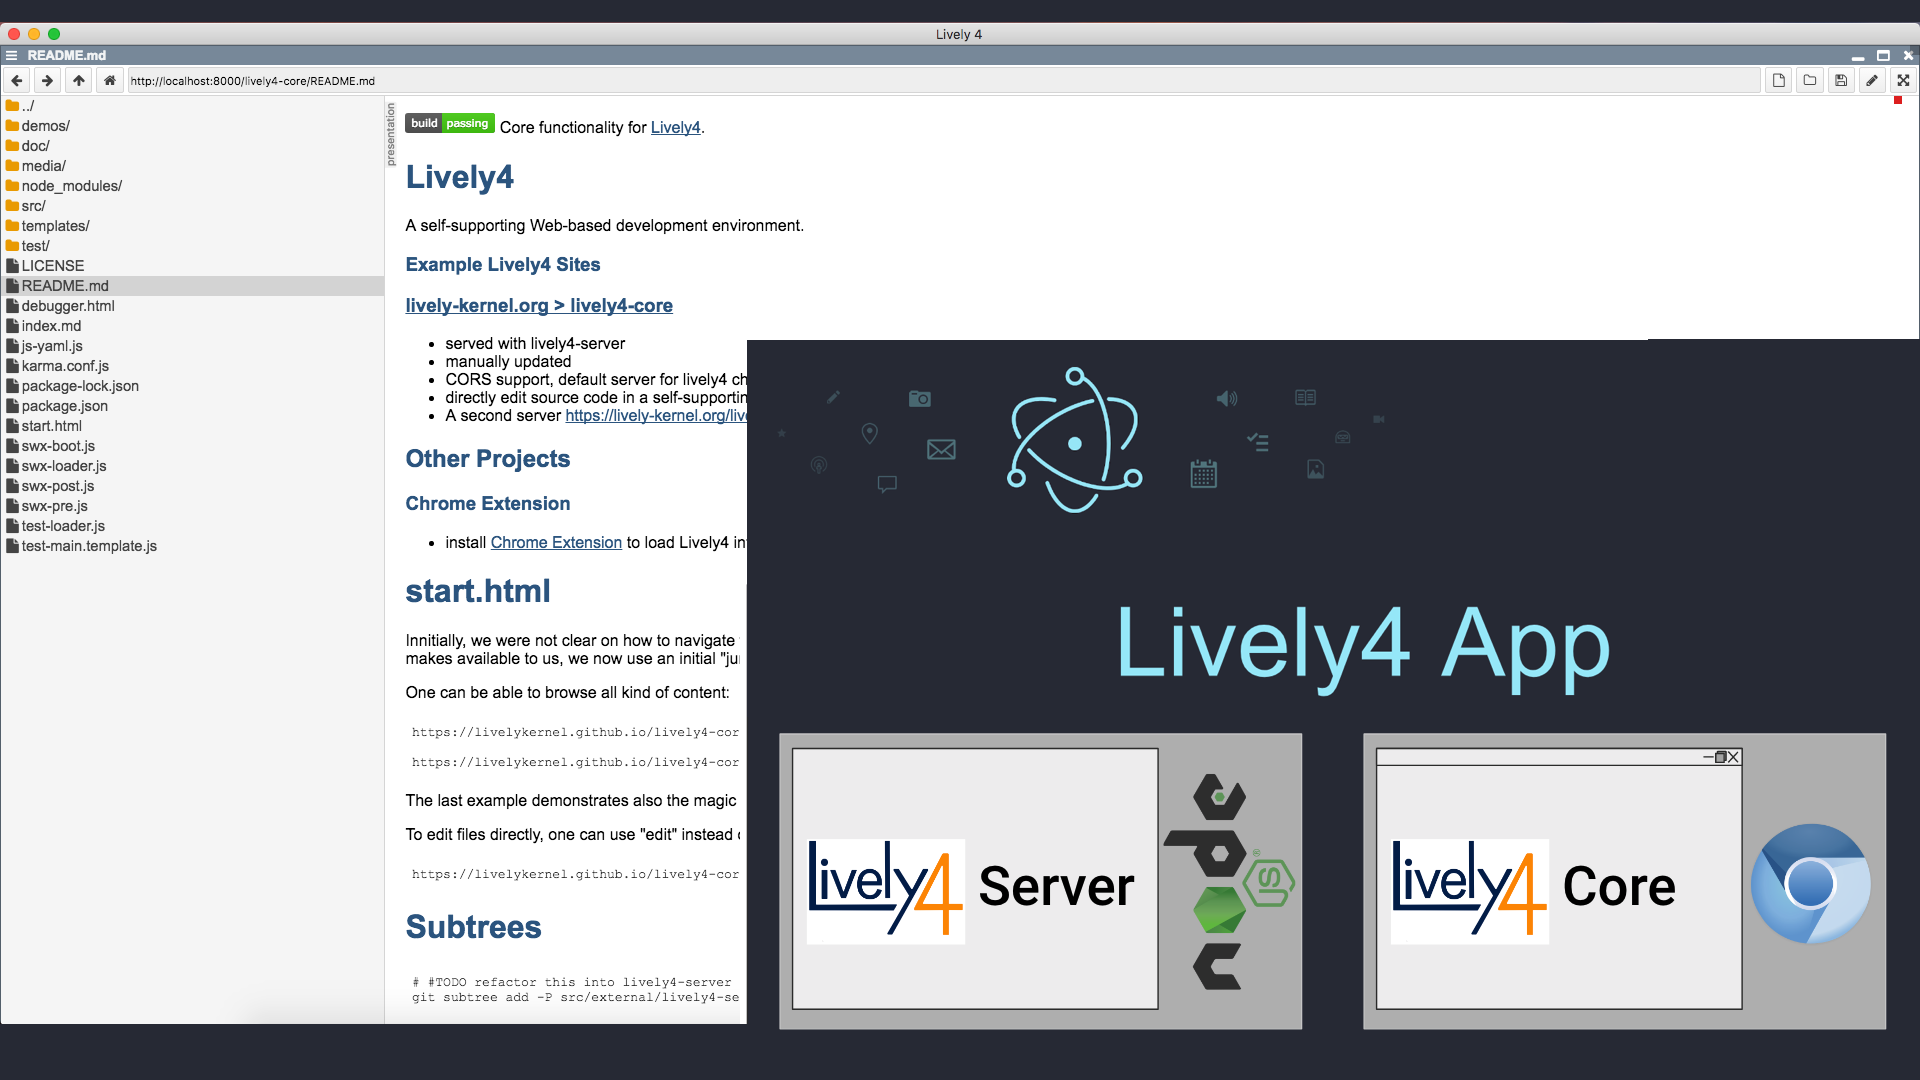 Lively 4
README.md
http://localhost:8000/lively4-core/README.md
../
demos/
doc/
media/
node_modules/
src/
templates/
test/
LICENSE
README.md
debugger.html
index.md
js-yaml.js
karma.conf.js
package-lock.json
package.json
start.html
swx-boot.js
swx-loader.js
swx-post.js
swx-pre.js
test-loader.js
test-main.template.js
presentation
build passing Core functionality for Lively4.
Lively4
A self-supporting Web-based development environment.
Example Lively4 Sites
lively-kernel.org > lively4-core
• served with lively4-server
• manually updated
• CORS support, default server for lively4 ch
• directly edit source code in a self-supportin
• A second server https://lively-kernel.org/live
Other Projects
Chrome Extension
• install Chrome Extension to load Lively4 in
start.html
Innitially, we were not clear on how to navigate
makes available to us, we now use an initial "ju
One can be able to browse all kind of content:
https://livelykernel.github.io/lively4-cor
https://livelykernel.github.io/lively4-cor
The last example demonstrates also the magic
To edit files directly, one can use "edit" instead
https://livelykernel.github.io/lively4-cor
Subtrees
# #TODO refactor this into lively4-server
git subtree add -P src/external/lively4-se
Lively4 App
Lively4 Server
node
JS
®
Lively4 Core